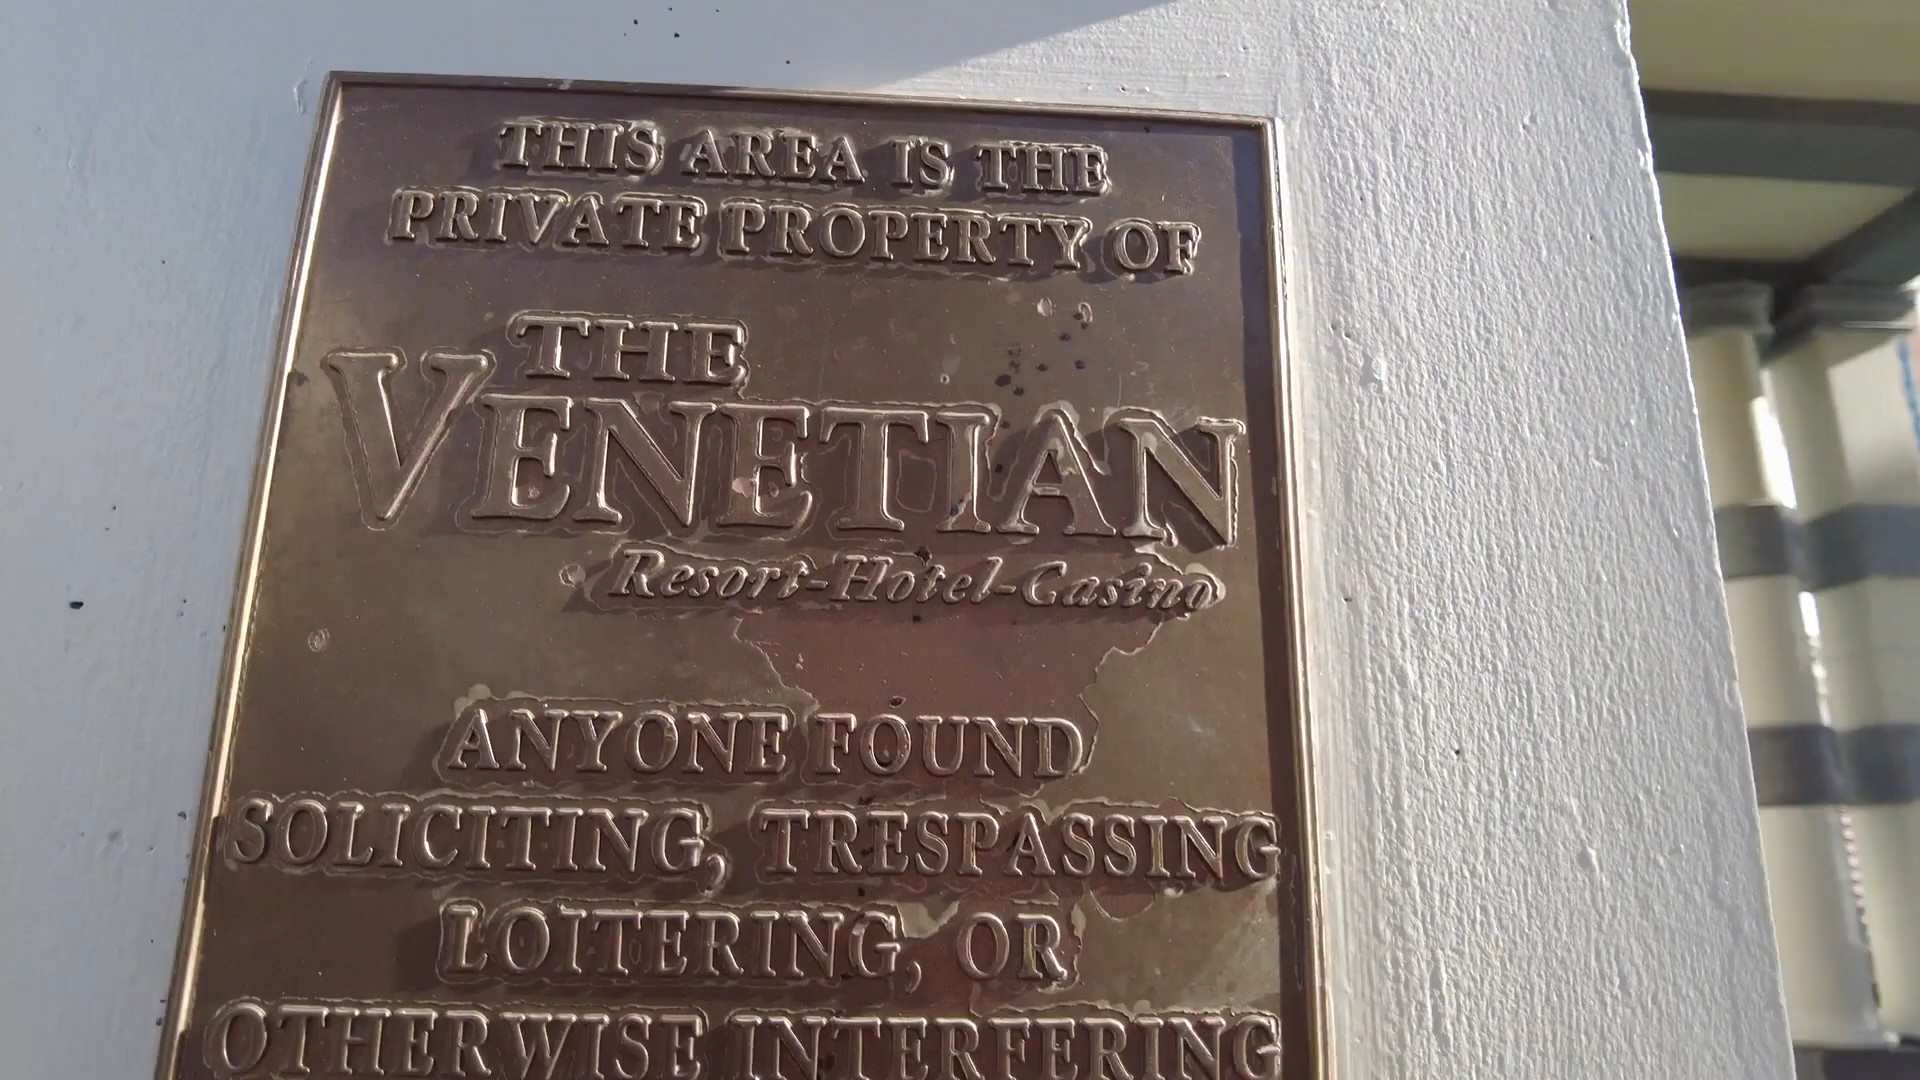 THIS AREA IS THE
PRIVATE PROPERTY OF
THE
VENETIAN
Resort-Hotel-Casino
ANYONE FOUND
SOLICITING, TRESPASSING
LOITERING, OR
OTHERWISE INTERFERING